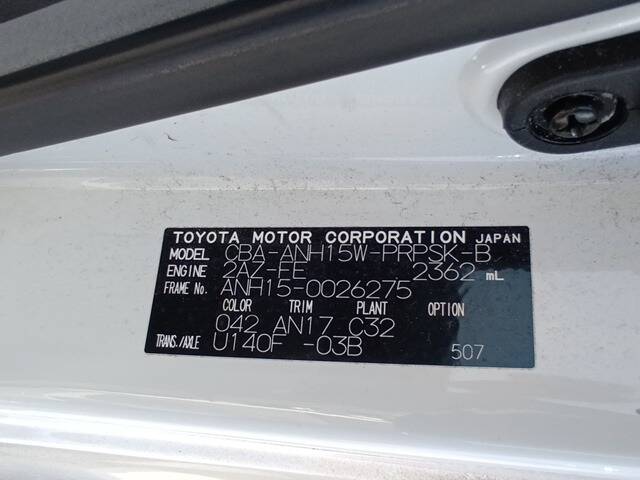 TOYOTA MOTOR CORPORATION JAPAN
MODEL CBA-ANH15W-PRPSK-B
ENGINE 2AZ-FE 2362 mL
FRAME No. ANH15-0026275
COLOR TRIM PLANT OPTION
042 AN17 C32
TRANS./AXLE U140F -03B
507